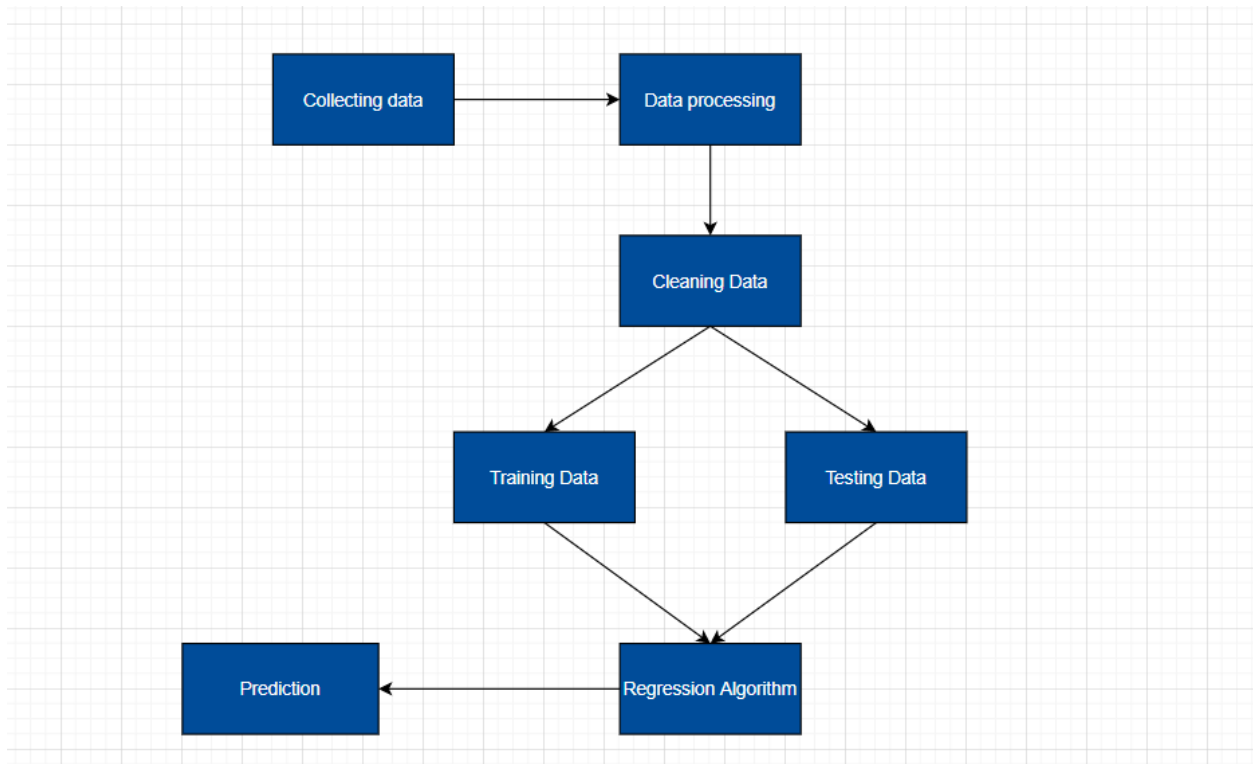 Collecting data
Data processing
Cleaning Data
Training Data
Testing Data
Prediction
Regression Algorithm